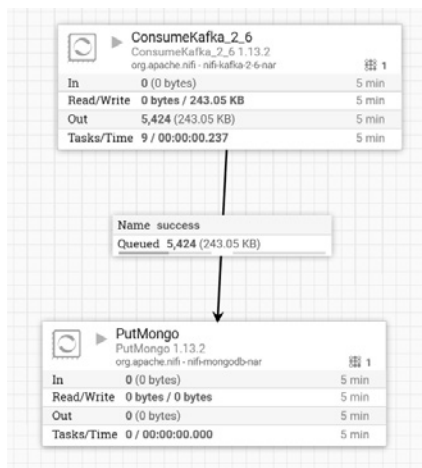 ConsumeKafka_2_6
ConsumeKafka_2_6 1.13.2
org.apache.nifi - nifi-kafka-2-6-nar
1
In 0 (0 bytes) 5 min
Read/Write 0 bytes / 243.05 KB 5 min
Out 5,424 (243.05 KB) 5 min
Tasks/Time 9 / 00:00:00.237 5 min
Name success
Queued 5,424 (243.05 KB)
PutMongo
PutMongo 1.13.2
org.apache.nifi - nifi-mongodb-nar
1
In 0 (0 bytes) 5 min
Read/Write 0 bytes / 0 bytes 5 min
Out 0 (0 bytes) 5 min
Tasks/Time 0 / 00:00:00.000 5 min